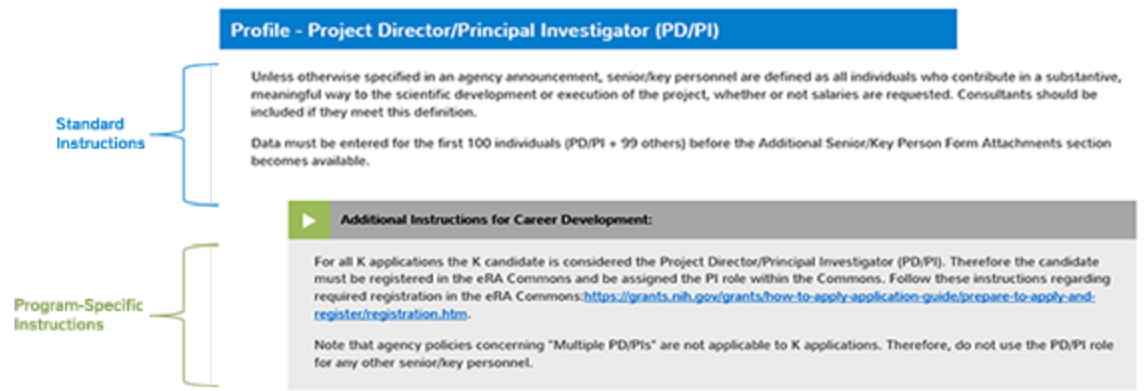 Profile - Project Director/Principal Investigator (PD/PI)
Unless otherwise specified in an agency announcement, senior/key personnel are defined as all individuals who contribute in a substantive,
meaningful way to the scientific development or execution of the project, whether or not salaries are requested. Consultants should be
included if they meet this definition.
Standard
Instructions
Data must be entered for the first 100 individuals (PD/PI + 99 others) before the Additional Senior/Key Person Form Attachments section
becomes available.
Additional Instructions for Career Development:
For all K applications the K candidate is considered the Project Director/Principal Investigator (PD/PI). Therefore the candidate
must be registered in the eRA Commons and be assigned the PI role within the Commons. Follow these instructions regarding
required registration in the eRA Commons:https://grants.nih.gov/grants/how-to-apply-application-guide/prepare-to-apply-and-
register/registration.htm.
Program-Specific
Instructions
Note that agency policies concerning "Multiple PD/PIs" are not applicable to K applications. Therefore, do not use the PD/PI role
for any other senior/key personnel.